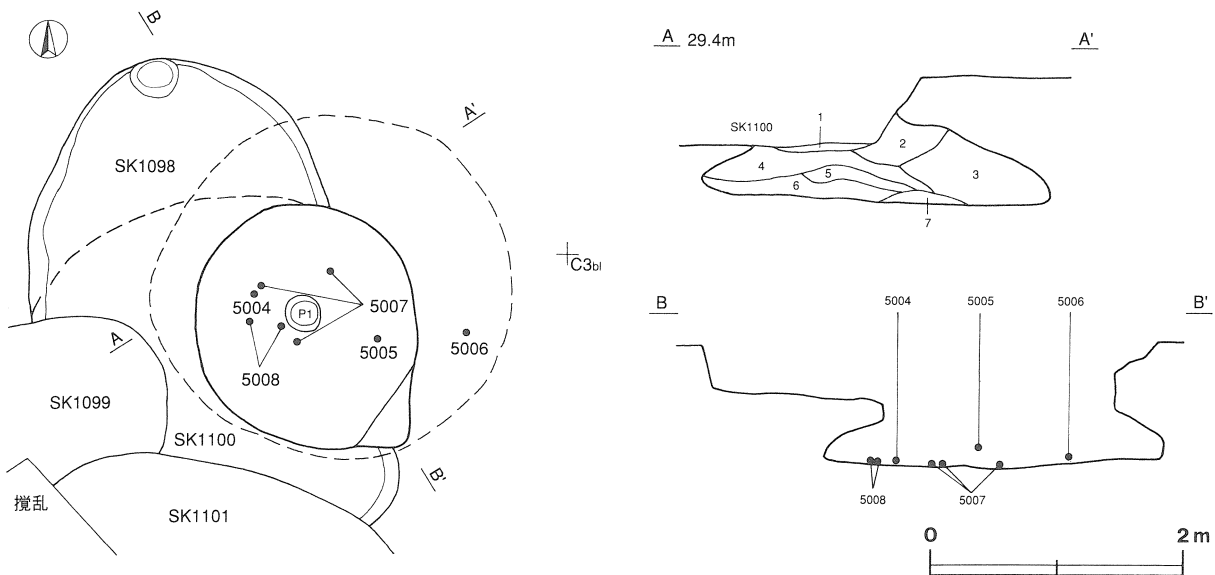 B
A'
SK1098
C3bl
5004
P1
5007
5005
5006
5008
A
SK1099
SK1100
B'
撹乱
SK1101
A 29.4m A'
SK1100
1
2
3
4
5
6
7
B B'
5004 5005 5006
5008 5007
0 2m